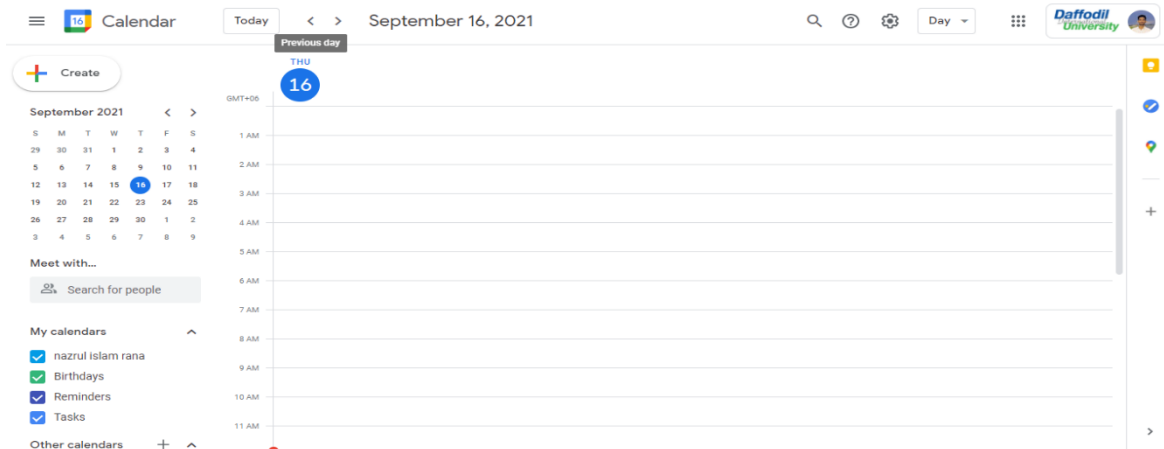 16 Calendar Today < > September 16, 2021 Day Daffodil
University
Previous day
Create
THU
16
GMT+06
September 2021 < >
S M T W T F S
29 30 31 1 2 3 4
5 6 7 8 9 10 11
12 13 14 15 16 17 18
19 20 21 22 23 24 25
26 27 28 29 30 1 2
3 4 5 6 7 8 9
Meet with...
Search for people
My calendars
nazrul islam rana
Birthdays
Reminders
Tasks
Other calendars
1 AM
2 AM
3 AM
4 AM
5 AM
6 AM
7 AM
8 AM
9 AM
10 AM
11 AM